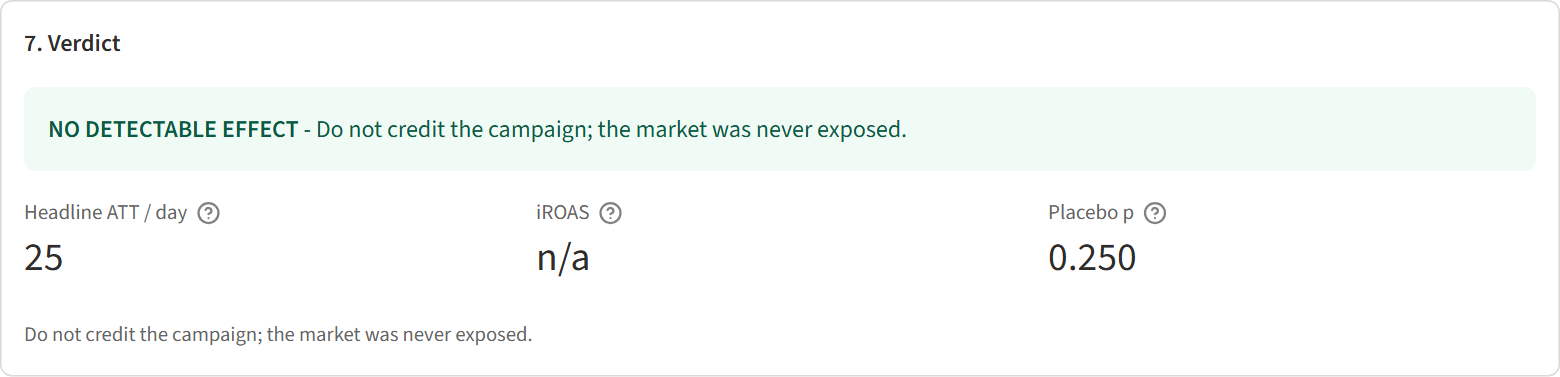 7. Verdict
NO DETECTABLE EFFECT - Do not credit the campaign; the market was never exposed.
Headline ATT / day ?
iROAS ?
Placebo p ?
25
n/a
0.250
Do not credit the campaign; the market was never exposed.